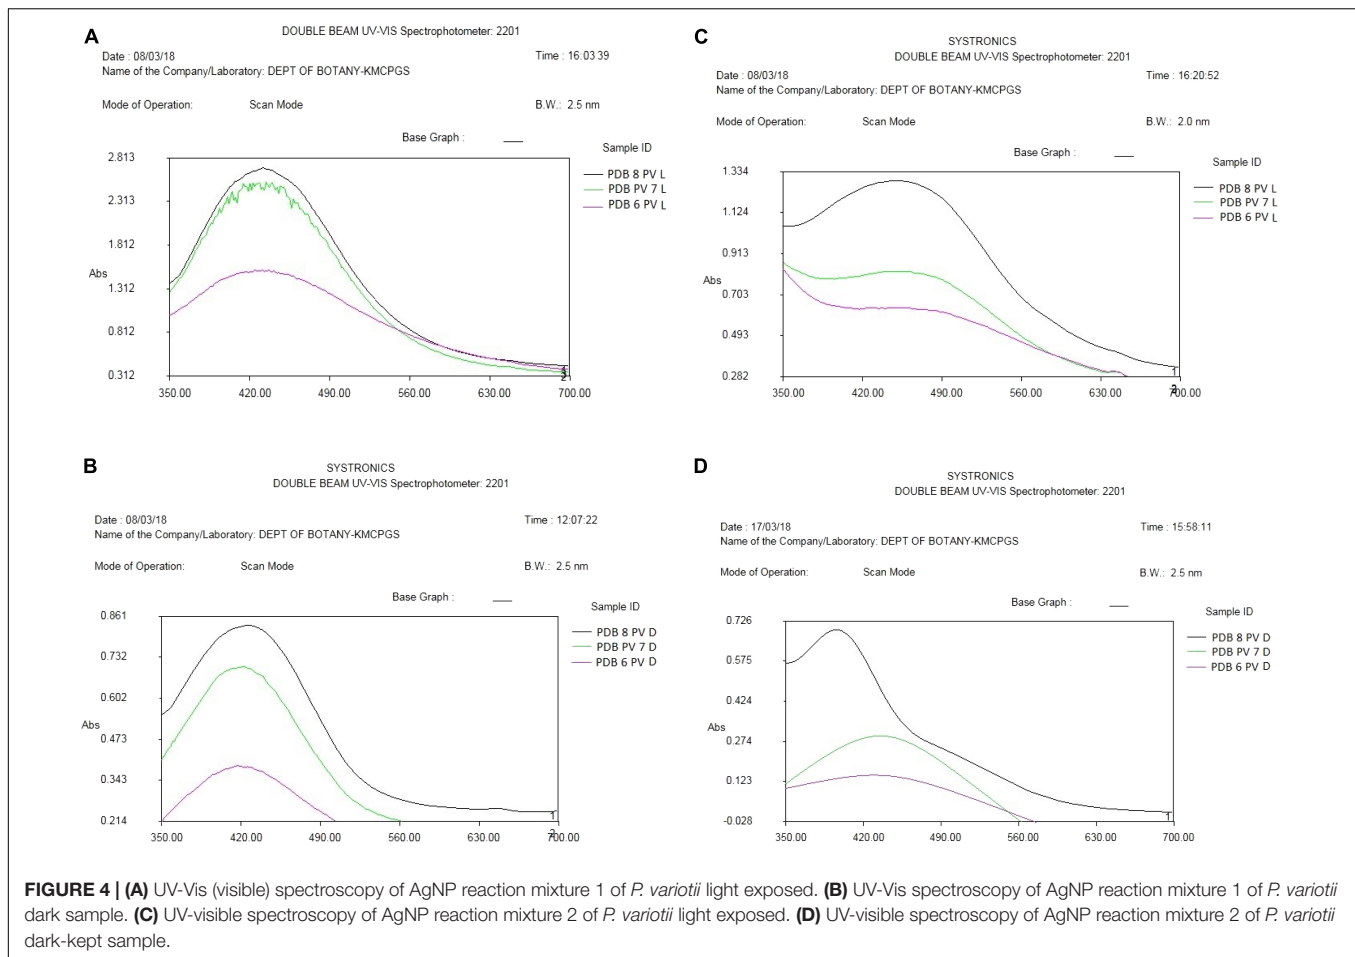 A
DOUBLE BEAM UV-VIS Spectrophotometer: 2201
Date : 08/03/18
Time : 16:03:39
Name of the Company/Laboratory: DEPT OF BOTANY-KMCPGS
Mode of Operation:
Scan Mode
B.W.: 2.5 nm
Base Graph :
Sample ID
PDB 8 PV L
PDB PV 7 L
PDB 6 PV L
2.813
2.313
1.812
Abs
1.312
0.812
0.312
350.00 420.00 490.00 560.00 630.00 700.00
C
SYSTRONICS
DOUBLE BEAM UV-VIS Spectrophotometer: 2201
Date : 08/03/18
Time : 16:20:52
Name of the Company/Laboratory: DEPT OF BOTANY-KMCPGS
Mode of Operation:
Scan Mode
B.W.: 2.0 nm
Base Graph :
Sample ID
PDB 8 PV L
PDB PV 7 L
PDB 6 PV L
1.334
1.124
0.913
Abs
0.703
0.493
0.282
1
350.00 420.00 490.00 560.00 630.00 700.00
B
SYSTRONICS
DOUBLE BEAM UV-VIS Spectrophotometer: 2201
Date : 08/03/18
Time : 12:07:22
Name of the Company/Laboratory: DEPT OF BOTANY-KMCPGS
Mode of Operation:
Scan Mode
B.W.: 2.5 nm
Base Graph :
Sample ID
PDB 8 PV D
PDB PV 7 D
PDB 6 PV D
0.861
0.732
0.602
Abs
0.473
0.343
0.214
1
350.00 420.00 490.00 560.00 630.00 700.00
D
SYSTRONICS
DOUBLE BEAM UV-VIS Spectrophotometer: 2201
Date : 17/03/18
Time : 15:58:11
Name of the Company/Laboratory: DEPT OF BOTANY-KMCPGS
Mode of Operation:
Scan Mode
B.W.: 2.5 nm
Base Graph :
Sample ID
PDB 8 PV D
PDB PV 7 D
PDB 6 PV D
0.726
0.575
0.424
Abs
0.274
0.123
-0.028
1
350.00 420.00 490.00 560.00 630.00 700.00
FIGURE 4 | (A) UV-Vis (visible) spectroscopy of AgNP reaction mixture 1 of P. variotii light exposed. (B) UV-Vis spectroscopy of AgNP reaction mixture 1 of P. variotii
dark sample. (C) UV-visible spectroscopy of AgNP reaction mixture 2 of P. variotii light exposed. (D) UV-visible spectroscopy of AgNP reaction mixture 2 of P. variotii
dark-kept sample.